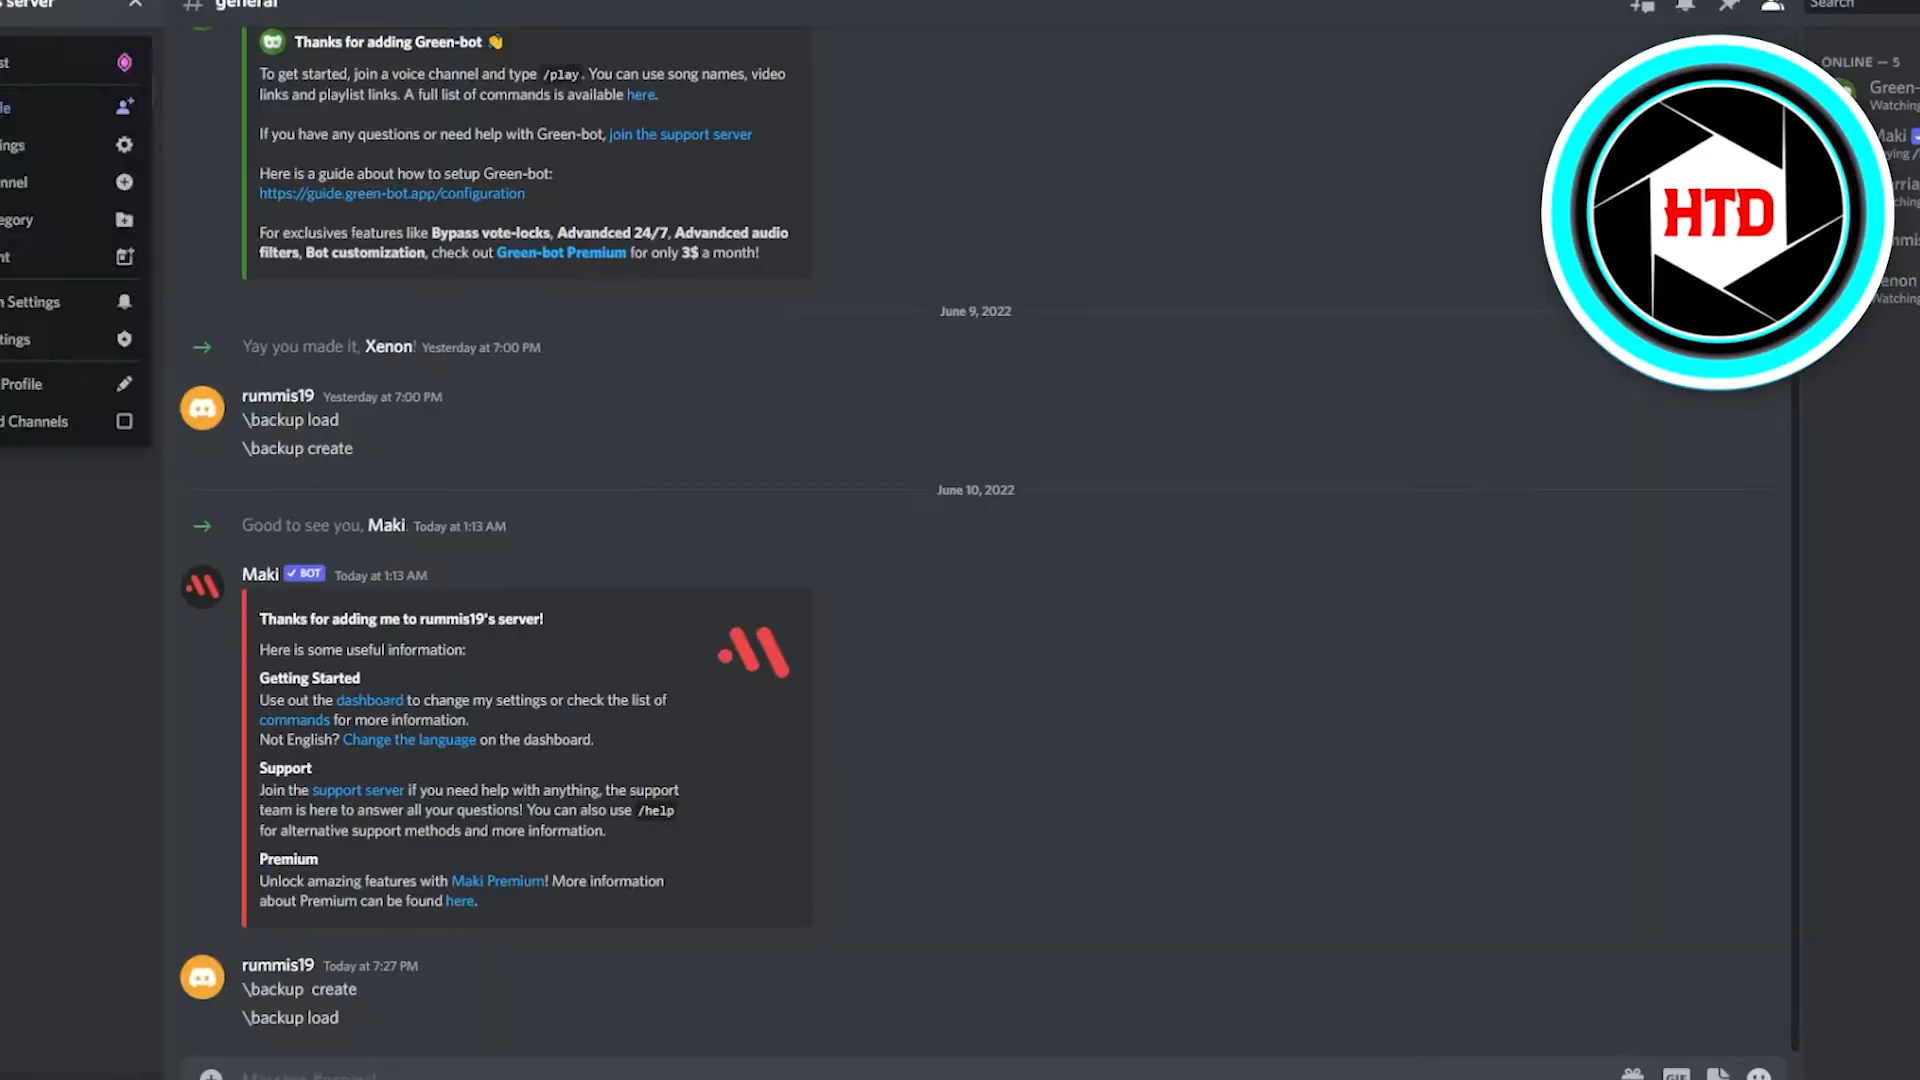 s server
general
Search
st
le
ings
nnel
egory
nt
n Settings
tings
Profile
d Channels
Thanks for adding Green-bot 👋
To get started, join a voice channel and type /play. You can use song names, video
links and playlist links. A full list of commands is available here.
If you have any questions or need help with Green-bot, join the support server
Here is a guide about how to setup Green-bot:
https://guide.green-bot.app/configuration
For exclusives features like Bypass vote-locks, Advandced 24/7, Advandced audio
filters, Bot customization, check out Green-bot Premium for only 3$ a month!
June 9, 2022
Yay you made it, Xenon! Yesterday at 7:00 PM
rummis19 Yesterday at 7:00 PM
\backup load
\backup create
June 10, 2022
Good to see you, Maki. Today at 1:13 AM
Maki BOT Today at 1:13 AM
Thanks for adding me to rummis19's server!
Here is some useful information:
Getting Started
Use out the dashboard to change my settings or check the list of
commands for more information.
Not English? Change the language on the dashboard.
Support
Join the support server if you need help with anything, the support
team is here to answer all your questions! You can also use /help
for alternative support methods and more information.
Premium
Unlock amazing features with Maki Premium! More information
about Premium can be found here.
rummis19 Today at 7:27 PM
\backup  create
\backup load
GIF
HTD
ONLINE — 5
Green-
Watching
Maki
ying /
rria
ching
mmis
enon
Watching